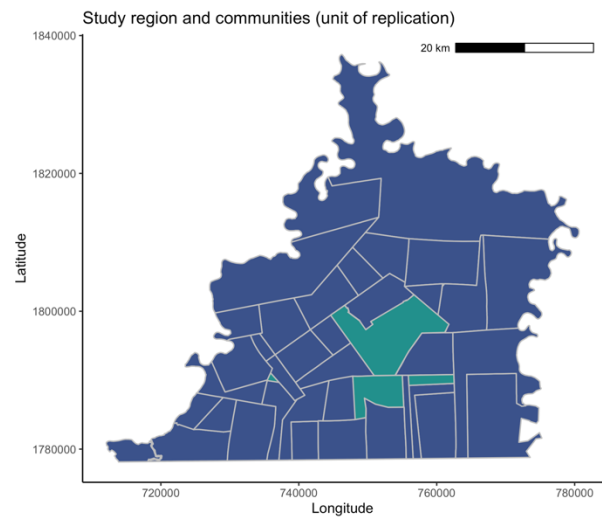 Study region and communities (unit of replication)
20 km
1840000
1820000
1800000
1780000
Latitude
720000
740000
760000
780000
Longitude